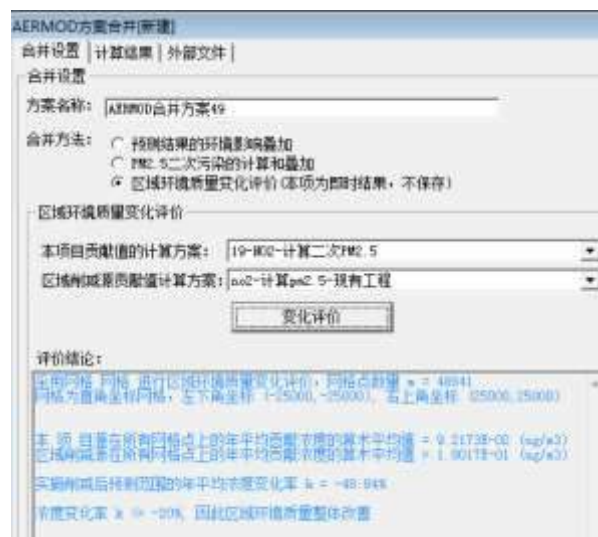 AERMOD方案合并[新建]
合并设置 计算结果 外部文件
合并设置
方案名称: AERMOD合并方案49
合并方法: 预测结果的环境影响叠加
PM2.5二次污染的计算和叠加
区域环境质量变化评价(本项为即时结果，不保存)
区域环境质量变化评价
本项目贡献值的计算方案: 19-NO2-计算二次PM2.5
区域削减源贡献值计算方案: no2-计算pm2.5-现有工程
变化评价
评价结论:
采用网格 网格 进行区域环境质量变化评价，网格点数量 n = 40941
网格为直角坐标网格，左下角坐标 (-25000,-25000), 右上角坐标 (25000,25000)
本 项 目源在所有网格点上的年平均贡献浓度的算术平均值 = 9.2173E-02 (ug/m3)
区域削减源在所有网格点上的年平均贡献浓度的算术平均值 = 1.8017E-01 (ug/m3)
实施削减后预测范围的年平均浓度变化率 k = -48.84%
浓度变化率 k <= -20%, 因此区域环境质量整体改善